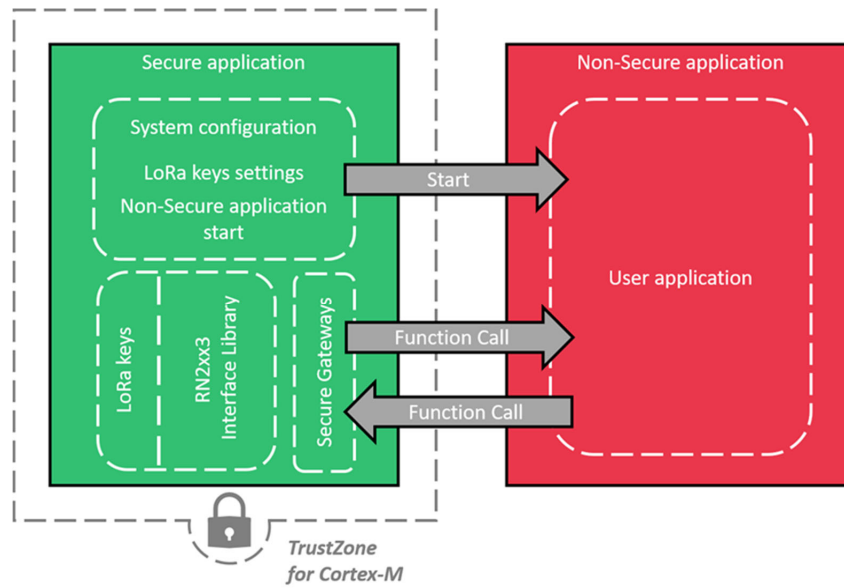 Secure application
System configuration
LoRa keys settings
Non-Secure application
start
LoRa keys
RN2xx3
Interface Library
Secure Gateways
Start
Function Call
Function Call
Non-Secure application
User application
TrustZone
for Cortex-M